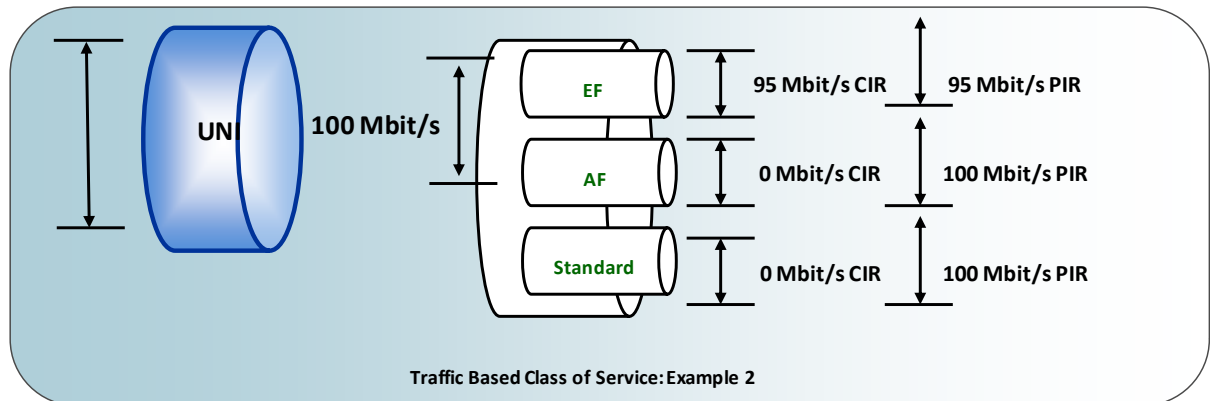 UNI
100 Mbit/s
EF
95 Mbit/s CIR
95 Mbit/s PIR
AF
0 Mbit/s CIR
100 Mbit/s PIR
Standard
0 Mbit/s CIR
100 Mbit/s PIR
Traffic Based Class of Service: Example 2